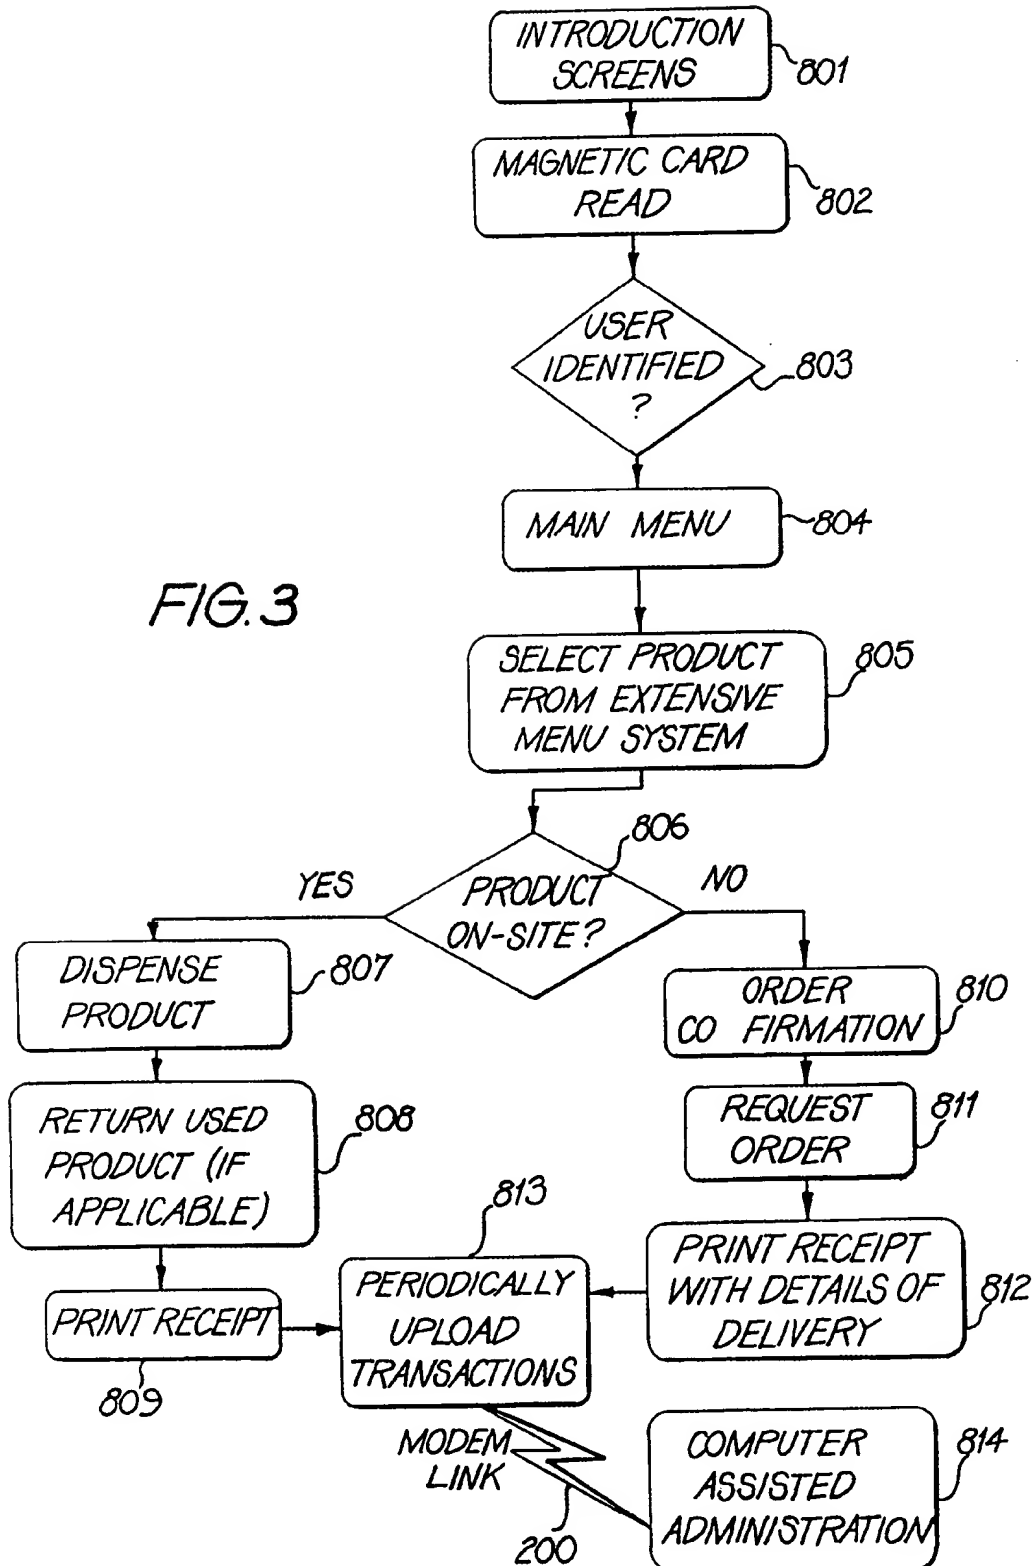 INTRODUCTION
SCREENS
801
MAGNETIC CARD
READ
802
USER
IDENTIFIED
?
803
MAIN MENU
804
FIG. 3
SELECT PRODUCT
FROM EXTENSIVE
MENU SYSTEM
805
806
PRODUCT
ON-SITE?
YES
NO
DISPENSE
PRODUCT
807
ORDER
CO FIRMATION
810
RETURN USED
PRODUCT (IF
APPLICABLE)
808
REQUEST
ORDER
811
PRINT RECEIPT
809
813
PERIODICALLY
UPLOAD
TRANSACTIONS
PRINT RECEIPT
WITH DETAILS OF
DELIVERY
812
MODEM
LINK
200
COMPUTER
ASSISTED
ADMINISTRATION
814